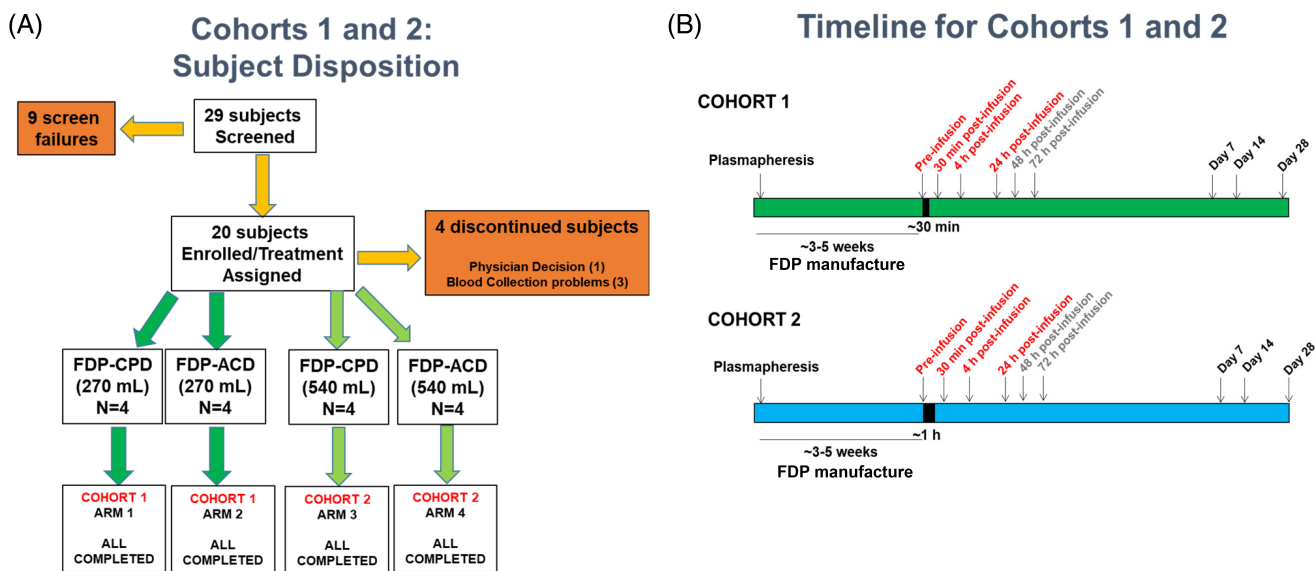 (A)
Cohorts 1 and 2:
Subject Disposition
9 screen
failures
29 subjects
Screened
20 subjects
Enrolled/Treatment
Assigned
4 discontinued subjects
Physician Decision (1)
Blood Collection problems (3)
FDP-CPD
(270 mL)
N=4
FDP-ACD
(270 mL)
N=4
FDP-CPD
(540 mL)
N=4
FDP-ACD
(540 mL)
N=4
COHORT 1
ARM 1
ALL
COMPLETED
COHORT 1
ARM 2
ALL
COMPLETED
COHORT 2
ARM 3
ALL
COMPLETED
COHORT 2
ARM 4
ALL
COMPLETED
(B)
Timeline for Cohorts 1 and 2
COHORT 1
Plasmapheresis
Pre-infusion
30 min post-infusion
4 h post-infusion
24 h post-infusion
48 h post-infusion
72 h post-infusion
Day 7
Day 14
Day 28
~30 min
~3-5 weeks
FDP manufacture
COHORT 2
Plasmapheresis
Pre-infusion
30 min post-infusion
4 h post-infusion
24 h post-infusion
48 h post-infusion
72 h post-infusion
Day 7
Day 14
Day 28
~1 h
~3-5 weeks
FDP manufacture